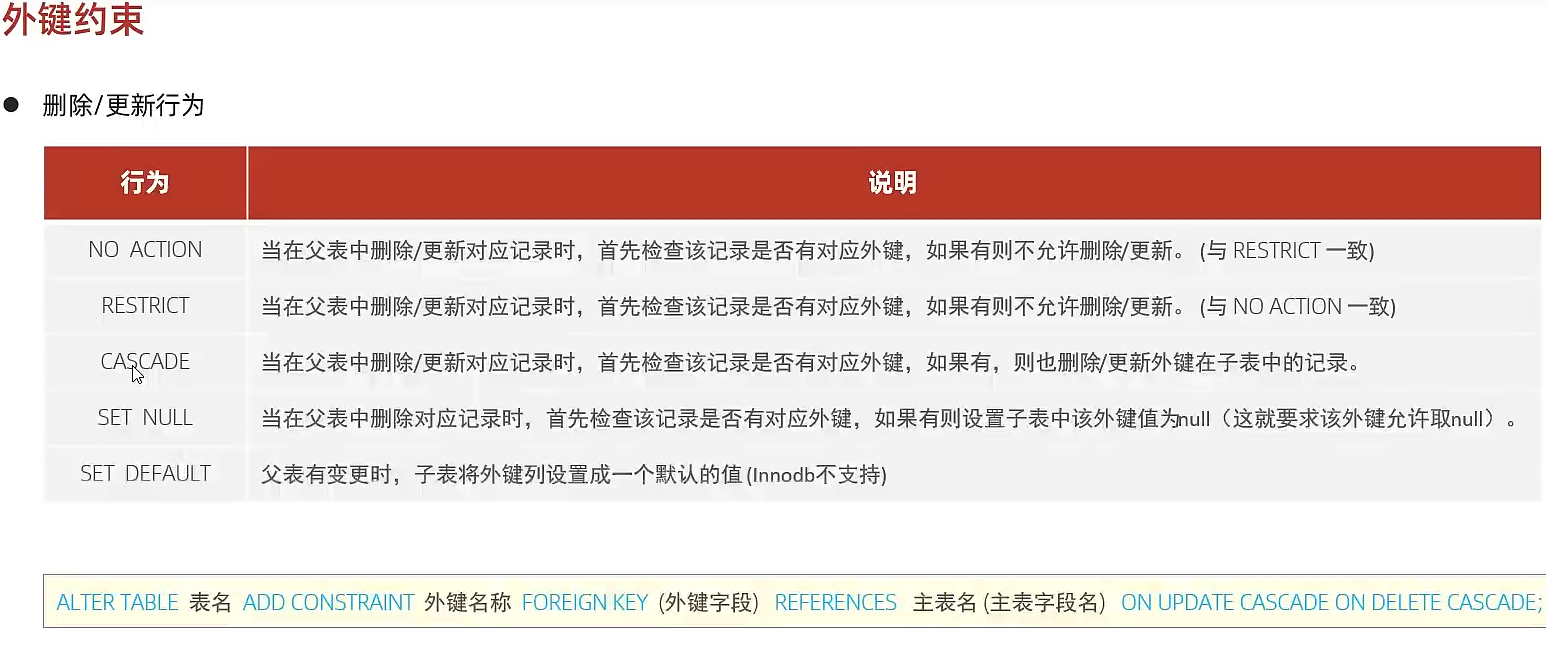 外键约束
● 删除/更新行为
行为 说明
NO ACTION 当在父表中删除/更新对应记录时，首先检查该记录是否有对应外键，如果有则不允许删除/更新。 (与 RESTRICT 一致)
RESTRICT 当在父表中删除/更新对应记录时，首先检查该记录是否有对应外键，如果有则不允许删除/更新。 (与 NO ACTION 一致)
CASCADE 当在父表中删除/更新对应记录时，首先检查该记录是否有对应外键，如果有，则也删除/更新外键在子表中的记录。
SET NULL 当在父表中删除对应记录时，首先检查该记录是否有对应外键，如果有则设置子表中该外键值为null（这就要求该外键允许取null）。
SET DEFAULT 父表有变更时，子表将外键列设置成一个默认的值 (Innodb不支持)
ALTER TABLE 表名 ADD CONSTRAINT 外键名称 FOREIGN KEY (外键字段) REFERENCES 主表名 (主表字段名) ON UPDATE CASCADE ON DELETE CASCADE;